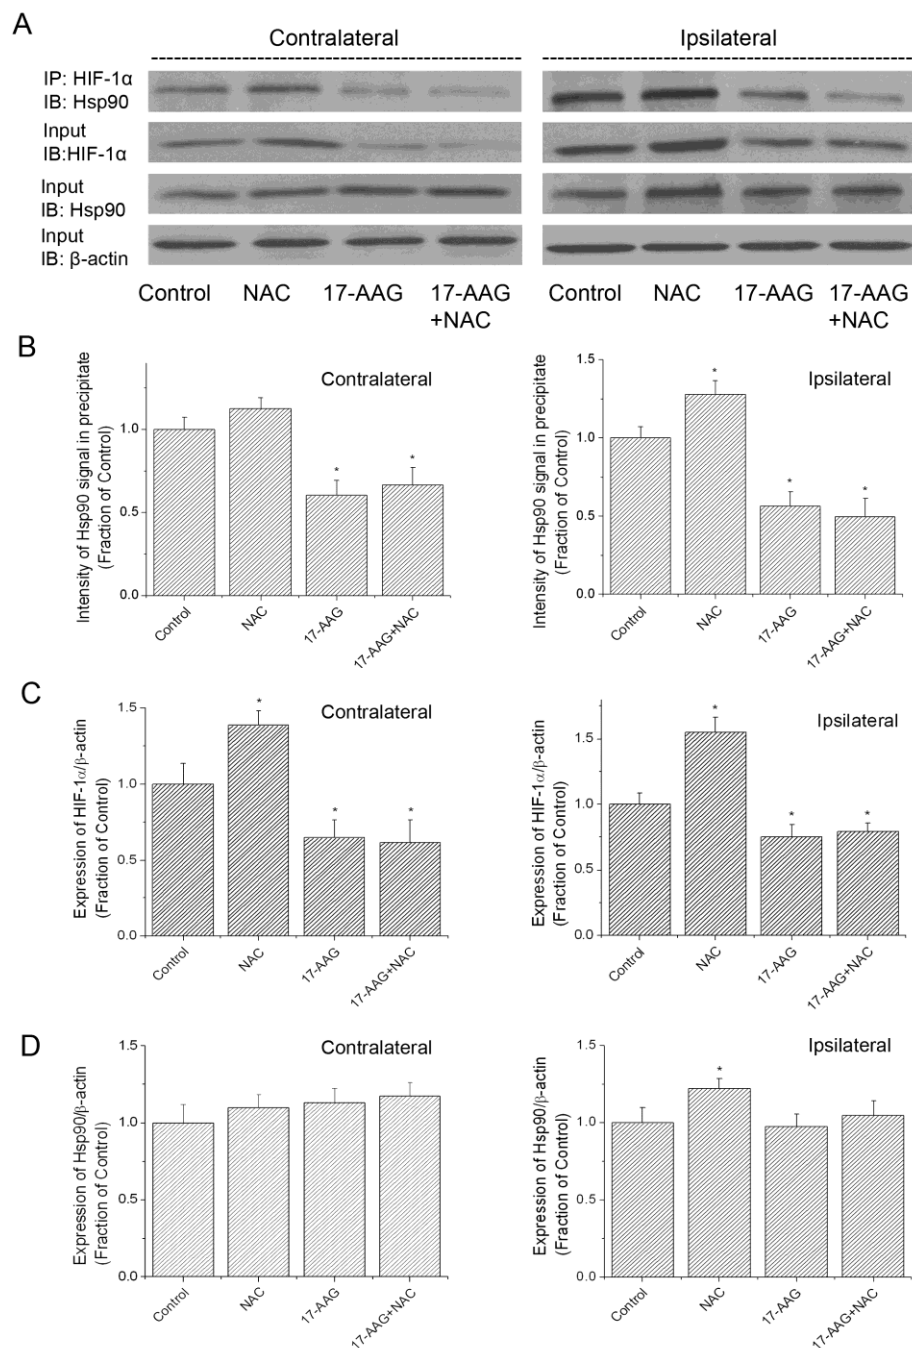 A
Contralateral
Ipsilateral
IP: HIF-1α
IB: Hsp90
Input
IB:HIF-1α
Input
IB: Hsp90
Input
IB: β-actin
Control NAC 17-AAG 17-AAG
+NAC
Control NAC 17-AAG 17-AAG
+NAC
B
Intensity of Hsp90 signal in precipitate
(Fraction of Control)
Contralateral
1.0
0.5
0.0
Control
NAC
17-AAG
17-AAG+NAC
*
*
Intensity of Hsp90 signal in precipitate
(Fraction of Control)
Ipsilateral
1.5
1.0
0.5
0.0
Control
NAC
17-AAG
17-AAG+NAC
*
*
*
C
Expression of HIF-1α/β-actin
(Fraction of Control)
Contralateral
1.5
1.0
0.5
0.0
Control
NAC
17-AAG
17-AAG+NAC
*
*
*
Expression of HIF-1α/β-actin
(Fraction of Control)
Ipsilateral
1.5
1.0
0.5
0.0
Control
NAC
17-AAG
17-AAG+NAC
*
*
*
D
Expression of Hsp90/β-actin
(Fraction of Control)
Contralateral
1.5
1.0
0.5
0.0
Control
NAC
17-AAG
17-AAG+NAC
Expression of Hsp90/β-actin
(Fraction of Control)
Ipsilateral
1.5
1.0
0.5
0.0
Control
NAC
17-AAG
17-AAG+NAC
*